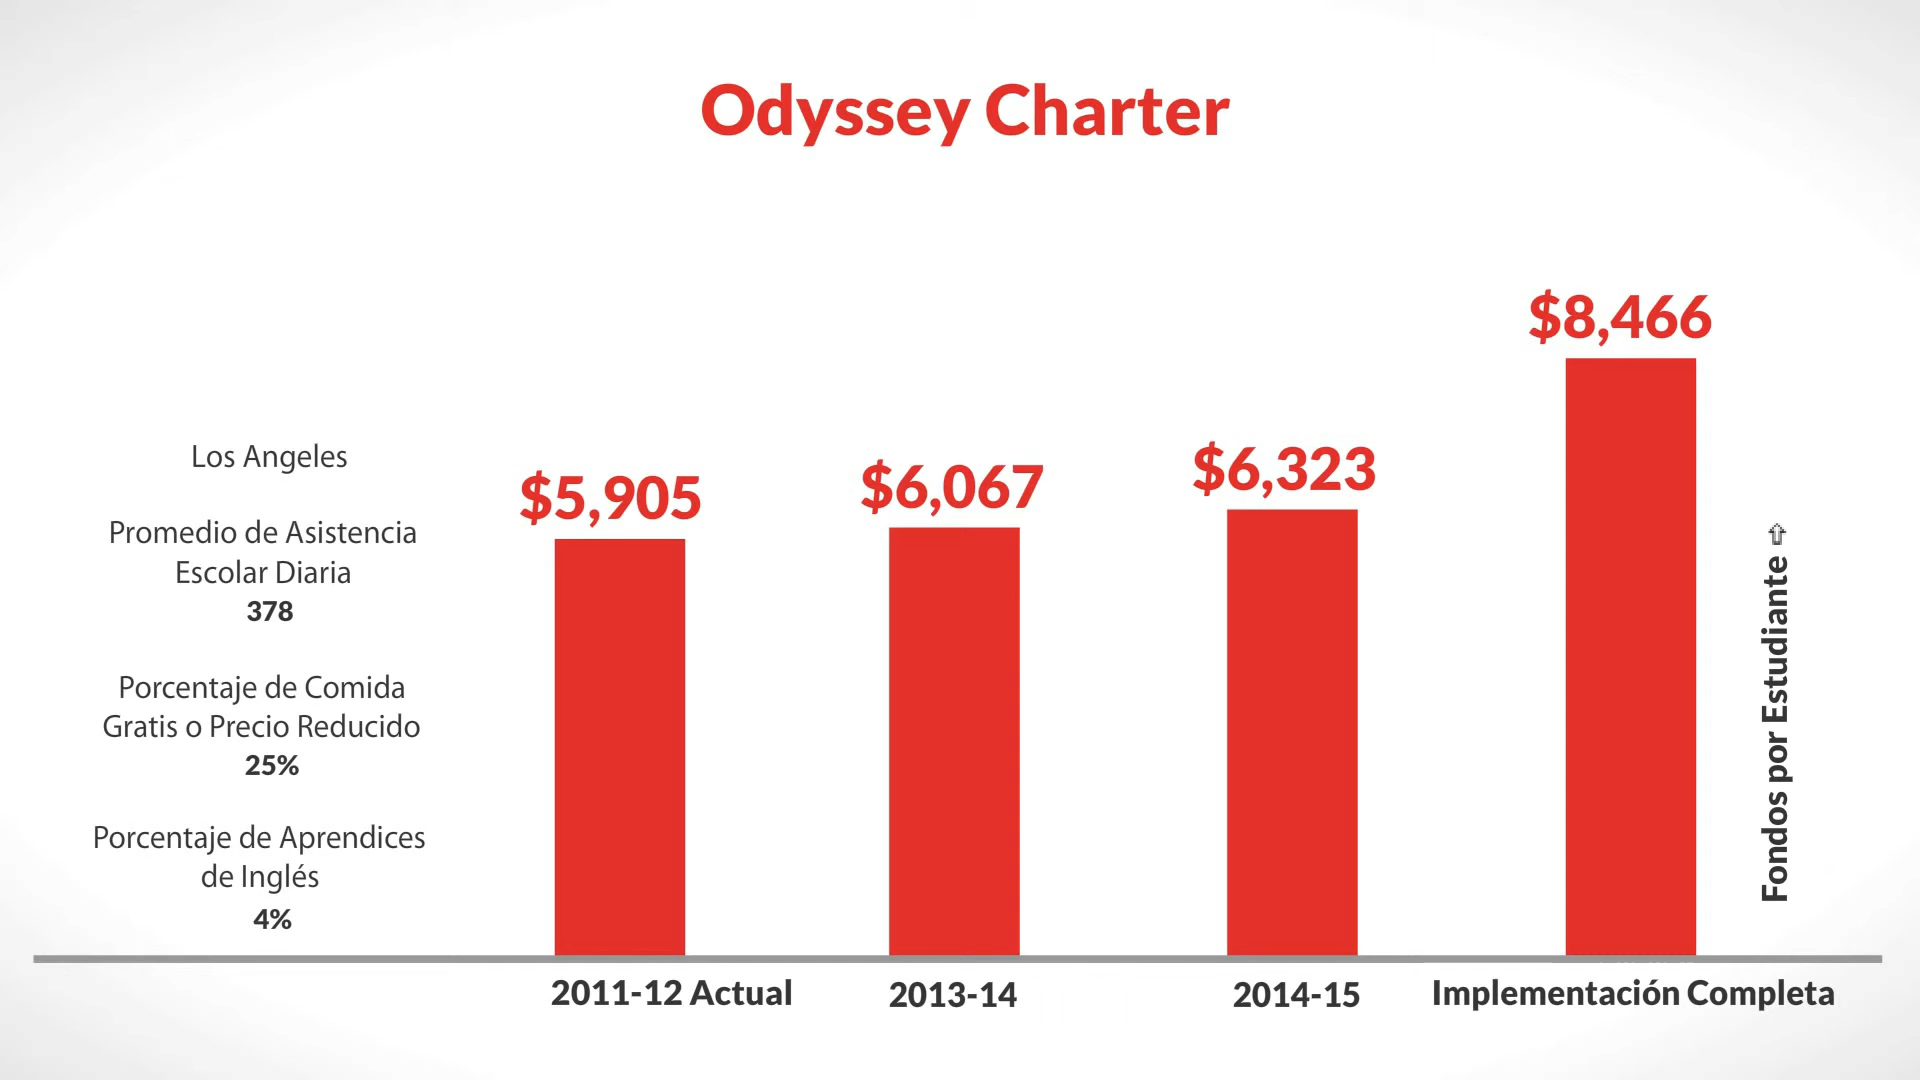 Odyssey Charter
Los Angeles
Promedio de Asistencia
Escolar Diaria
378
Porcentaje de Comida
Gratis o Precio Reducido
25%
Porcentaje de Aprendices
de Inglés
4%
$5,905
$6,067
$6,323
$8,466
Fondos por Estudiante ⇧
2011-12 Actual
2013-14
2014-15
Implementación Completa